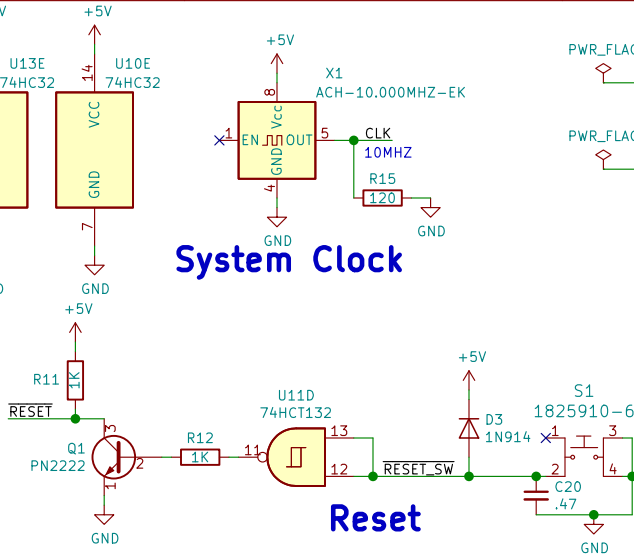 +5V
U13E
74HC32
U10E
74HC32
14
VCC
GND
7
GND
+5V
X1
ACH-10.000MHZ-EK
8
Vcc
1
EN
OUT
5
CLK
10MHZ
GND
4
GND
R15
120
GND
PWR_FLAG
PWR_FLAG
System Clock
+5V
R11
1K
RESET
3
Q1
PN2222
2
1
GND
R12
1K
U11D
74HCT132
11
13
12
RESET_SW
+5V
D3
1N914
S1
1825910-6
1
3
2
4
C20
.47
GND
Reset